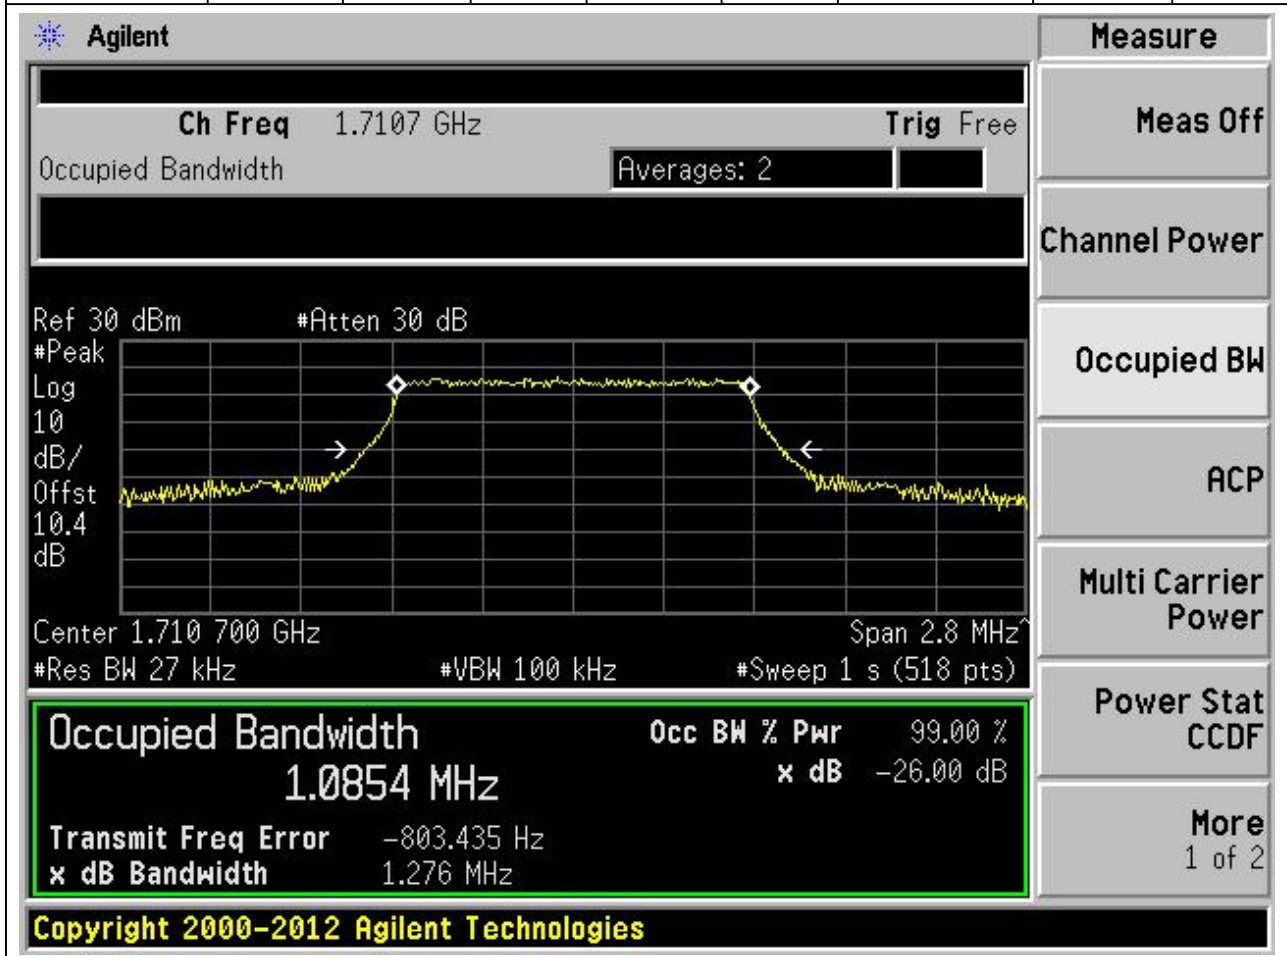 Agilent
Measure
Ch Freq 1.7107 GHz Trig Free
Meas Off
Occupied Bandwidth Averages: 2
Channel Power
Ref 30 dBm #Atten 30 dB
#Peak
Log
10
dB/
Offst
10.4
dB
Occupied BW
ACP
Center 1.710 700 GHz Span 2.8 MHz^
#Res BW 27 kHz #VBW 100 kHz #Sweep 1 s (518 pts)
Multi Carrier
Power
Occupied Bandwidth Occ BW % Pwr 99.00 %
1.0854 MHz x dB -26.00 dB
Power Stat
CCDF
Transmit Freq Error -803.435 Hz
x dB Bandwidth 1.276 MHz
More
1 of 2
Copyright 2000-2012 Agilent Technologies